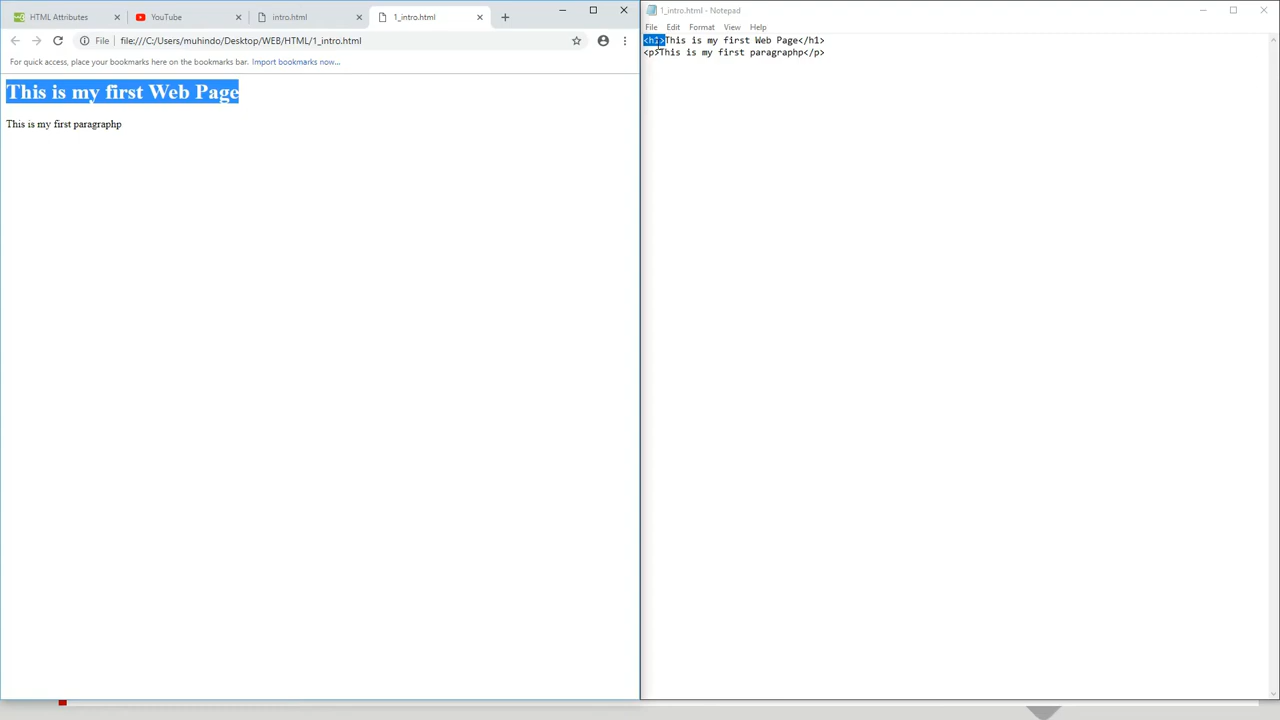 HTML Attributes
YouTube
intro.html
1_intro.html
File
file:///C:/Users/muhindo/Desktop/WEB/HTML/1_intro.html
For quick access, place your bookmarks here on the bookmarks bar. Import bookmarks now...
This is my first Web Page
This is my first paragraphp
1_intro.html - Notepad
File Edit Format View Help
<h1>This is my first Web Page</h1>
<p>This is my first paragraphp</p>